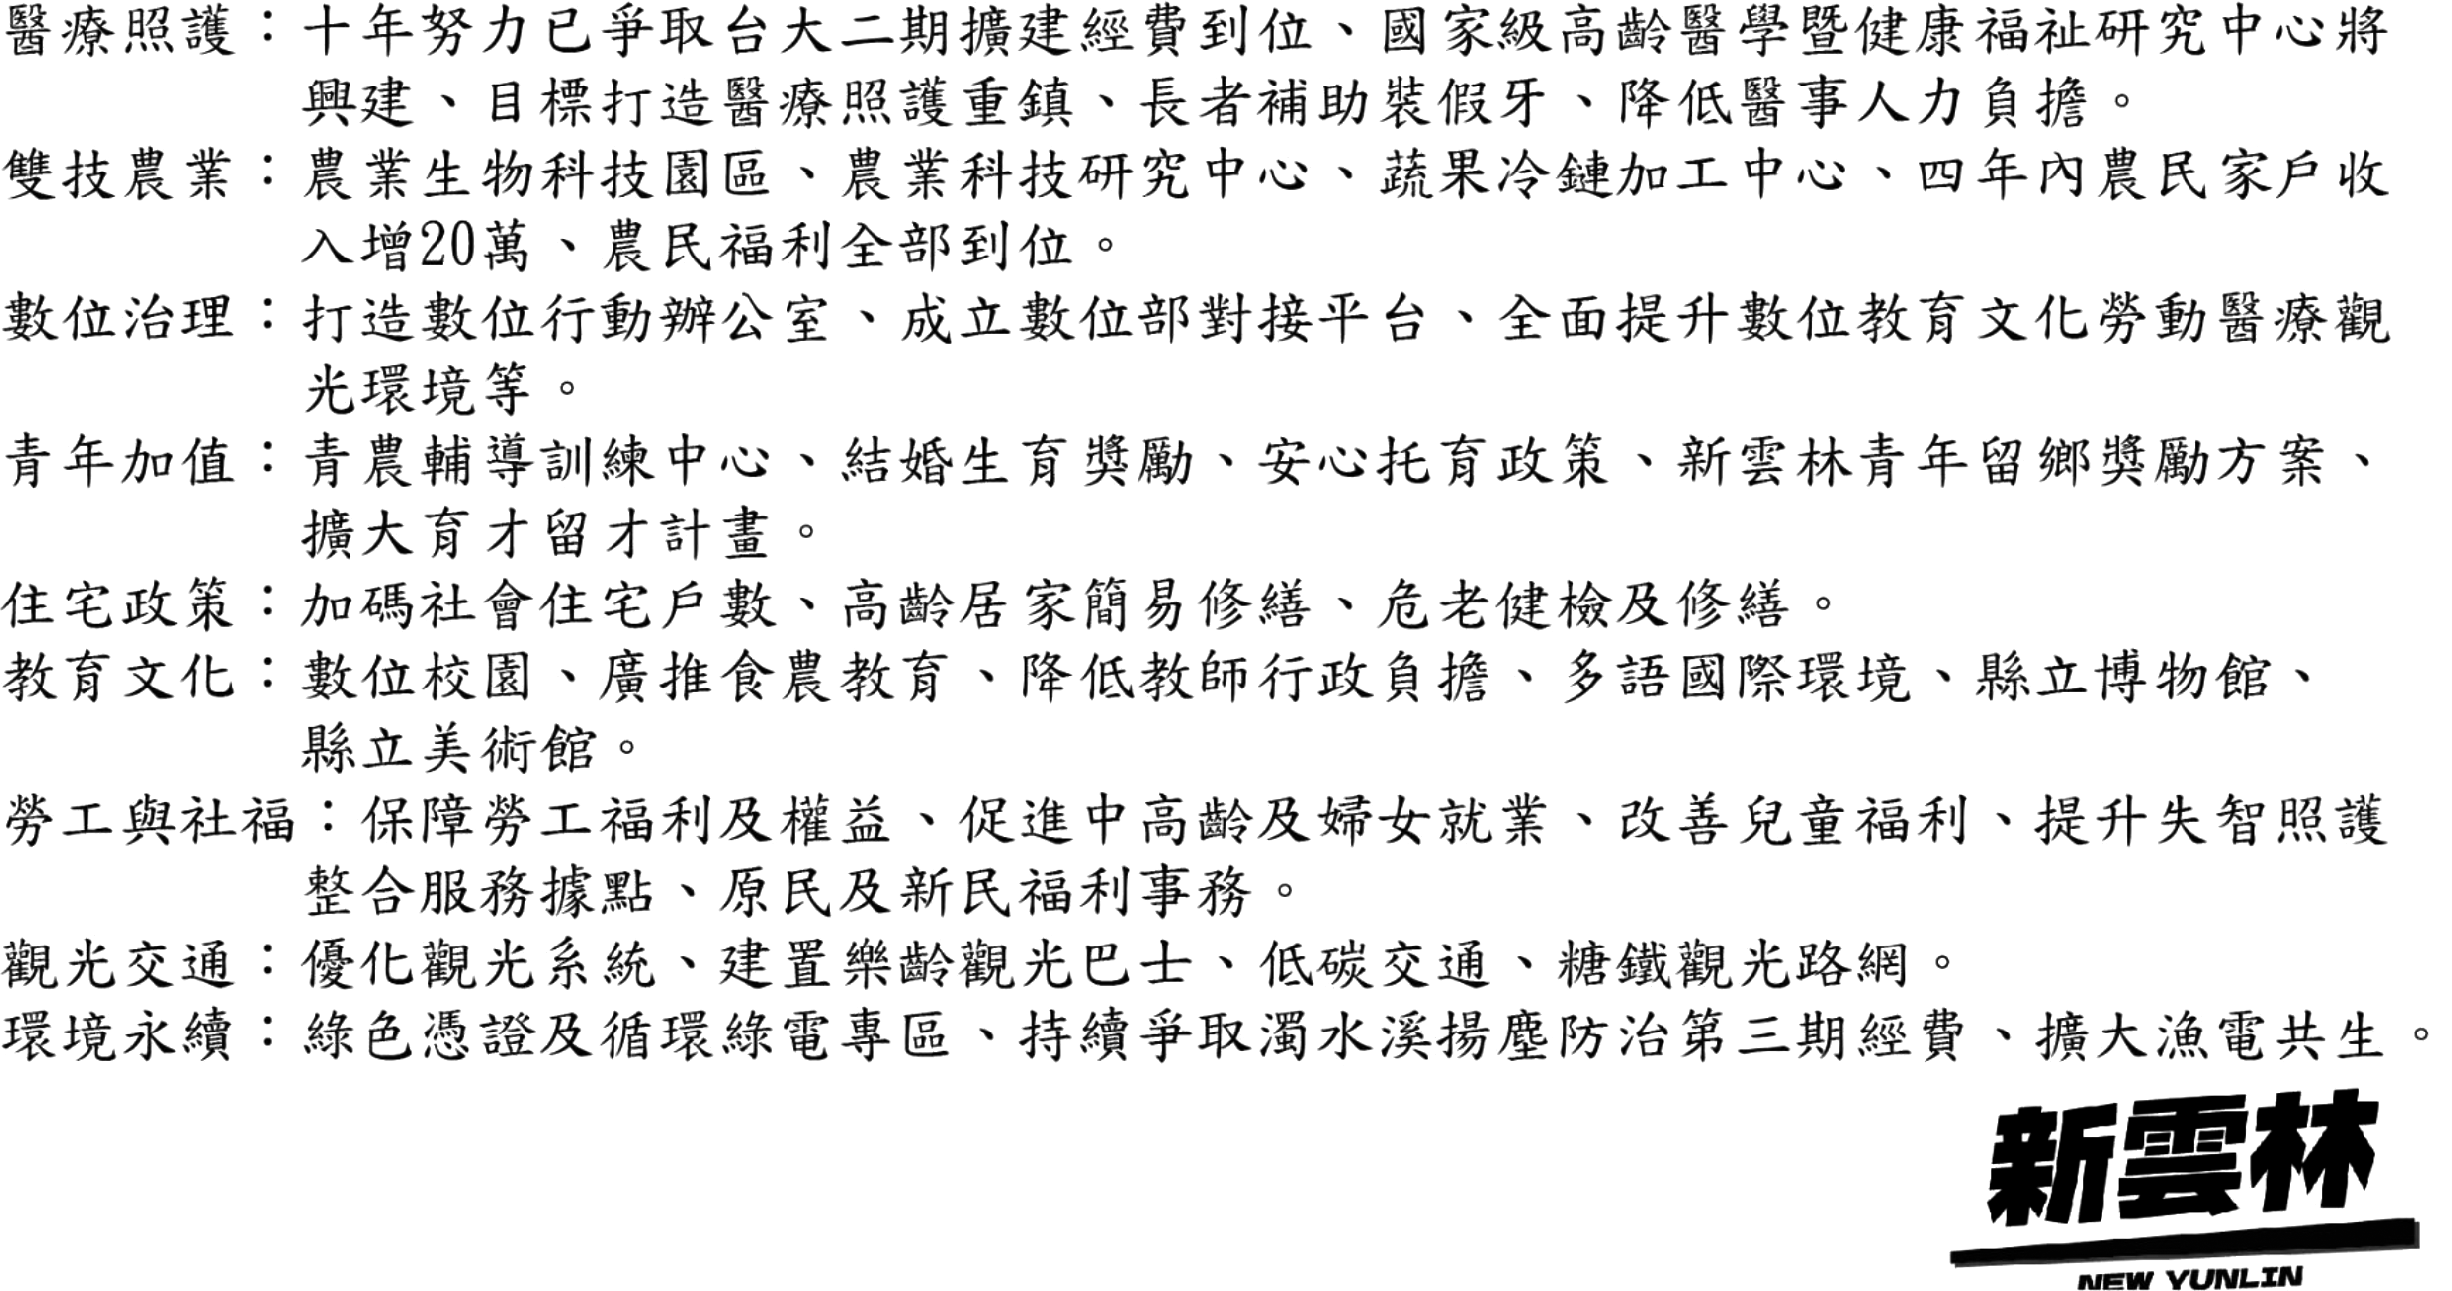 醫療照護：十年努力已爭取台大二期擴建經費到位、國家級高齡醫學暨健康福祉研究中心將
興建、目標打造醫療照護重鎮、長者補助裝假牙、降低醫事人力負擔。
雙技農業：農業生物科技園區、農業科技研究中心、蔬果冷鏈加工中心、四年內農民家戶收
入增20萬、農民福利全部到位。
數位治理：打造數位行動辦公室、成立數位部對接平台、全面提升數位教育文化勞動醫療觀
光環境等。
青年加值：青農輔導訓練中心、結婚生育獎勵、安心托育政策、新雲林青年留鄉獎勵方案、
擴大育才留才計畫。
住宅政策：加碼社會住宅戶數、高齡居家簡易修繕、危老健檢及修繕。
教育文化：數位校園、廣推食農教育、降低教師行政負擔、多語國際環境、縣立博物館、
縣立美術館。
勞工與社福：保障勞工福利及權益、促進中高齡及婦女就業、改善兒童福利、提升失智照護
整合服務據點、原民及新民福利事務。
觀光交通：優化觀光系統、建置樂齡觀光巴士、低碳交通、糖鐵觀光路網。
環境永續：綠色憑證及循環綠電專區、持續爭取濁水溪揚塵防治第三期經費、擴大漁電共生。
新雲林
NEW YUNLIN